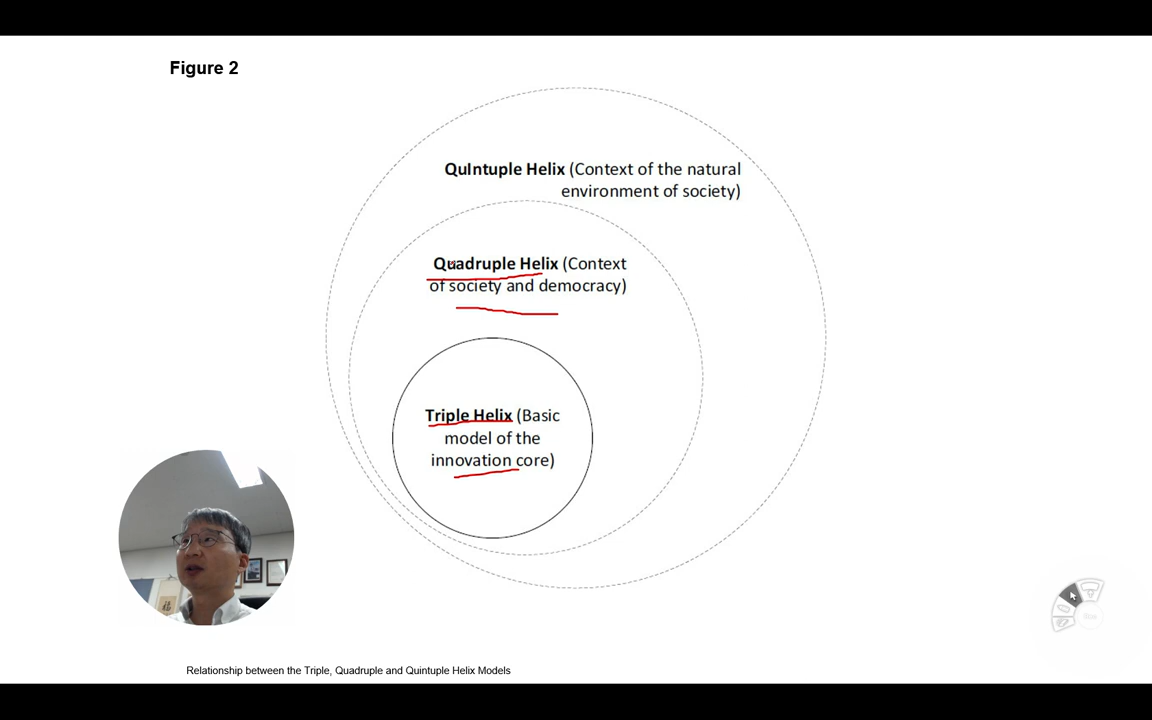 Figure 2
QuIntuple Helix (Context of the natural
environment of society)
Quadruple Helix (Context
of society and democracy)
Triple Helix (Basic
model of the
innovation core)
福
Relationship between the Triple, Quadruple and Quintuple Helix Models